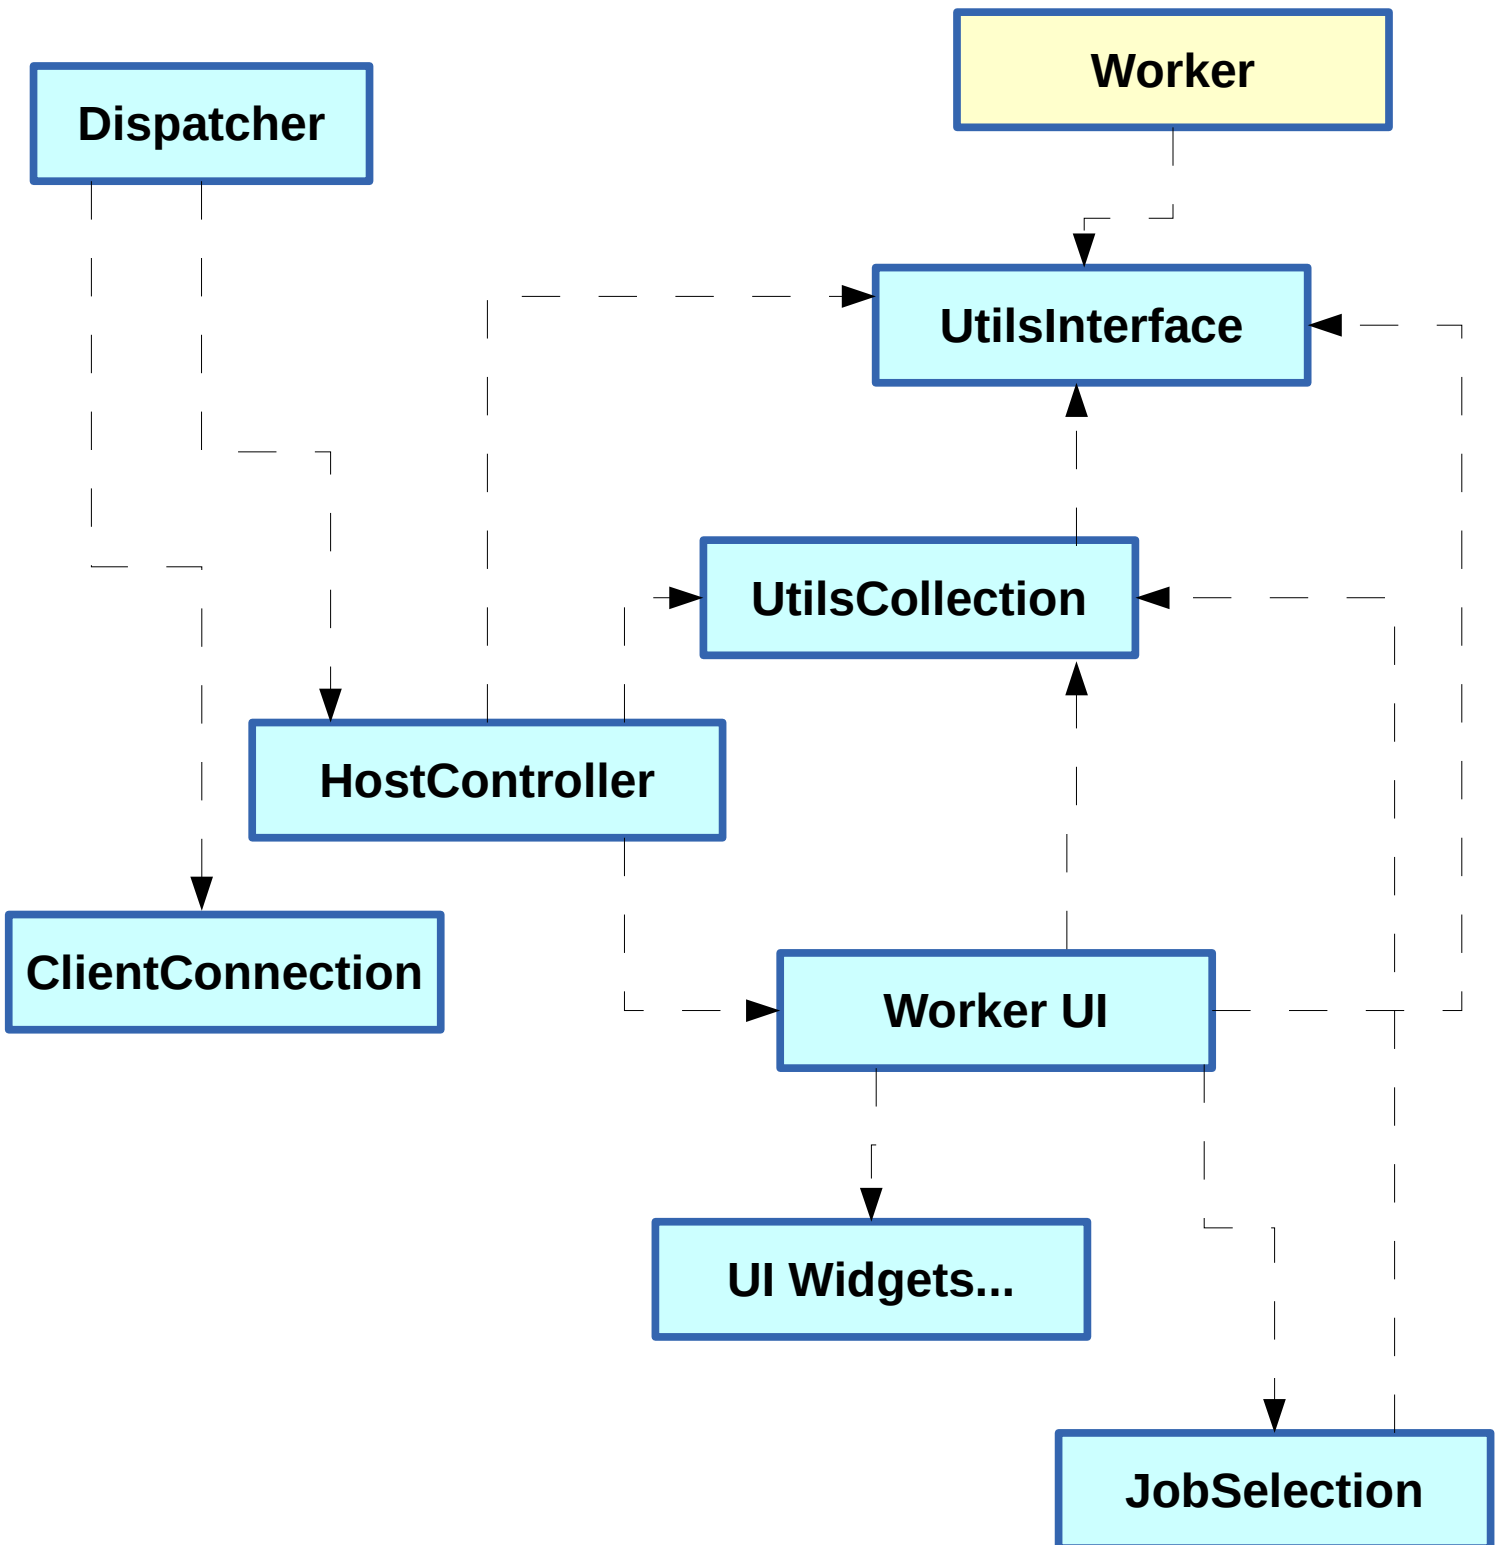 Worker
Dispatcher
UtilsInterface
UtilsCollection
HostController
ClientConnection
Worker UI
UI Widgets...
JobSelection